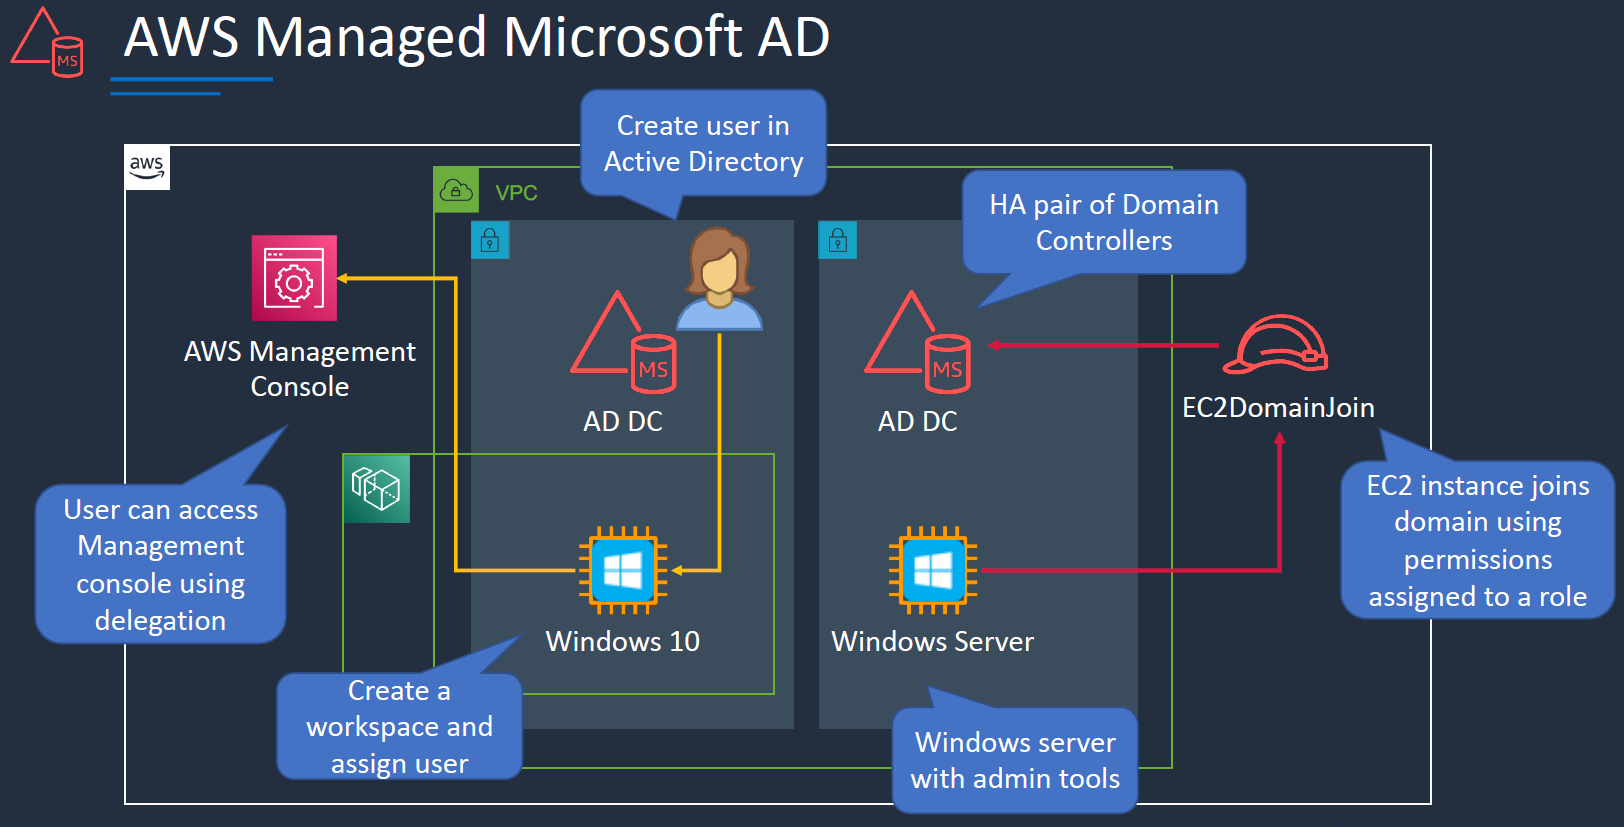 AWS Managed Microsoft AD
MS
aws
VPC
Create user in
Active Directory
HA pair of Domain
Controllers
AWS Management
Console
MS
AD DC
MS
AD DC
EC2DomainJoin
User can access
Management
console using
delegation
EC2 instance joins
domain using
permissions
assigned to a role
Windows 10
Windows Server
Create a
workspace and
assign user
Windows server
with admin tools